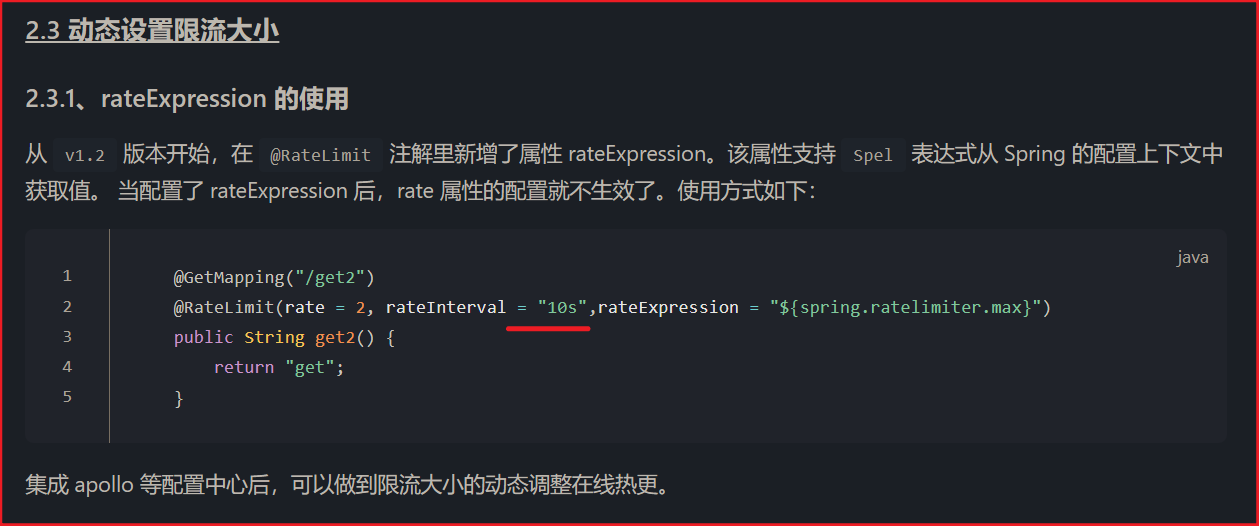 2.3 动态设置限流大小
2.3.1、rateExpression 的使用
从 v1.2 版本开始，在 @RateLimit 注解里新增了属性 rateExpression。该属性支持 Spel 表达式从 Spring 的配置上下文中
获取值。 当配置了 rateExpression 后，rate 属性的配置就不生效了。使用方式如下：
java
1 @GetMapping("/get2")
2 @RateLimit(rate = 2, rateInterval = "10s",rateExpression = "${spring.ratelimiter.max}")
3 public String get2() {
4 return "get";
5 }
集成 apollo 等配置中心后，可以做到限流大小的动态调整在线热更。